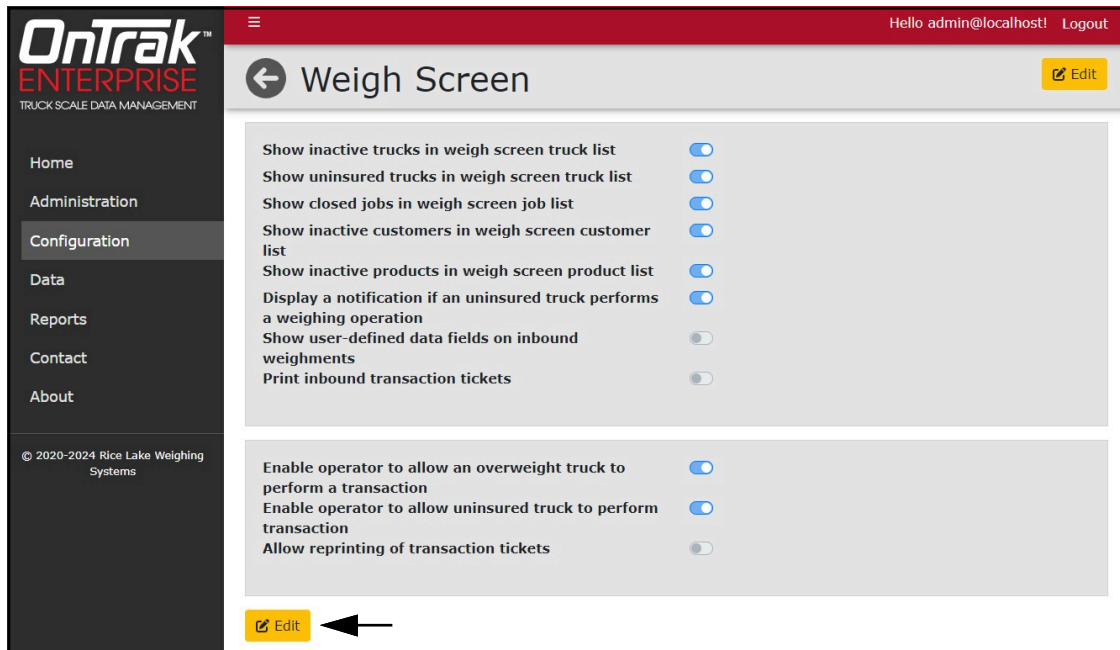 OnTrak™
ENTERPRISE
TRUCK SCALE DATA MANAGEMENT
Hello admin@localhost! Logout
Weigh Screen
Edit
Home
Administration
Configuration
Data
Reports
Contact
About
© 2020-2024 Rice Lake Weighing
Systems
Show inactive trucks in weigh screen truck list
Show uninsured trucks in weigh screen truck list
Show closed jobs in weigh screen job list
Show inactive customers in weigh screen customer
list
Show inactive products in weigh screen product list
Display a notification if an uninsured truck performs
a weighing operation
Show user-defined data fields on inbound
weighments
Print inbound transaction tickets
Enable operator to allow an overweight truck to
perform a transaction
Enable operator to allow uninsured truck to perform
transaction
Allow reprinting of transaction tickets
Edit